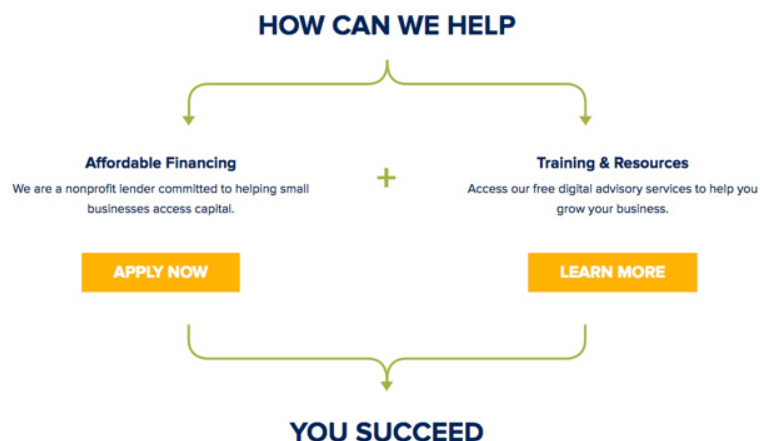 HOW CAN WE HELP
Affordable Financing
We are a nonprofit lender committed to helping small
businesses access capital.
APPLY NOW
+
Training & Resources
Access our free digital advisory services to help you
grow your business.
LEARN MORE
YOU SUCCEED